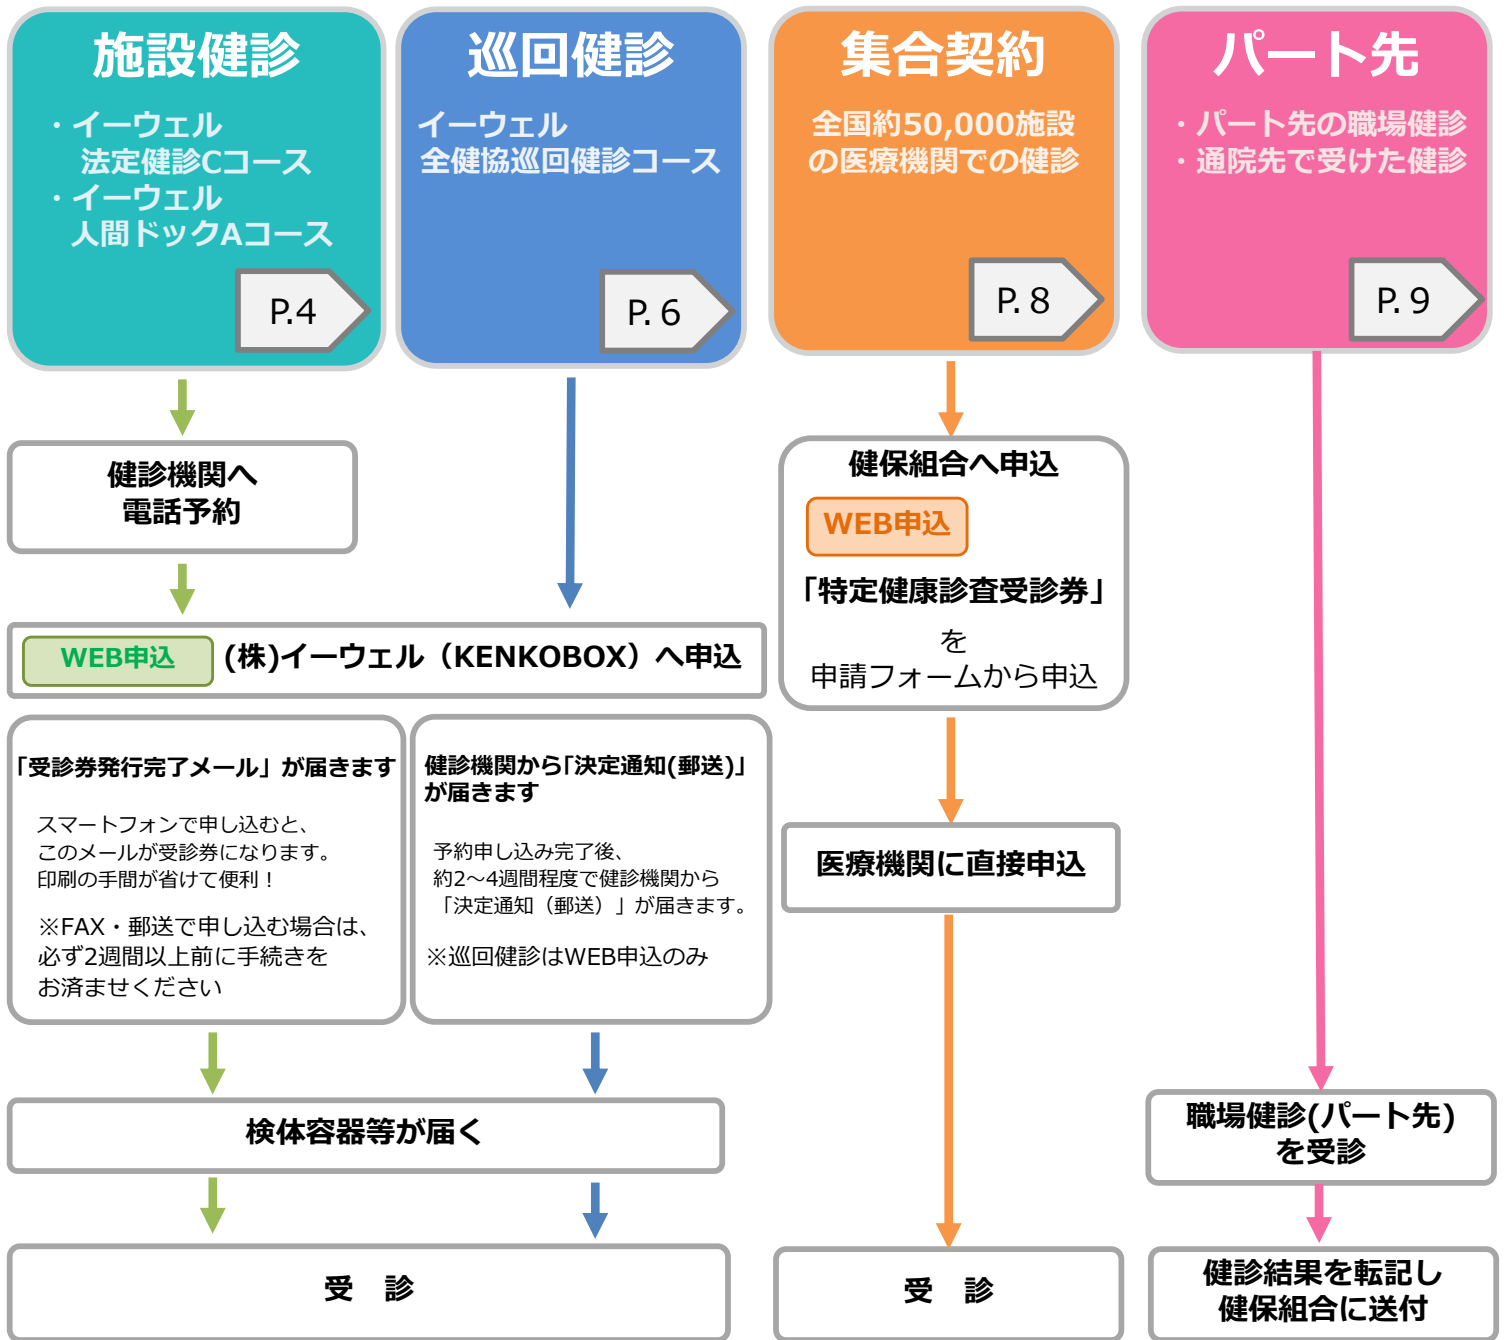 施設健診
・イーウェル
法定健診Cコース
・イーウェル
人間ドックAコース
P.4
巡回健診
イーウェル
全健協巡回健診コース
P.6
集合契約
全国約50,000施設
の医療機関での健診
P.8
パート先
・パート先の職場健診
・通院先で受けた健診
P.9
健診機関へ
電話予約
WEB申込 (株)イーウェル（KENKOBOX）へ申込
「受診券発行完了メール」が届きます
スマートフォンで申し込むと、
このメールが受診券になります。
印刷の手間が省けて便利！
※FAX・郵送で申し込む場合は、
必ず2週間以上前に手続きを
お済ませください
健診機関から「決定通知(郵送)」
が届きます
予約申し込み完了後、
約2～4週間程度で健診機関から
「決定通知（郵送）」が届きます。
※巡回健診はWEB申込のみ
検体容器等が届く
受　診
健保組合へ申込
WEB申込
「特定健康診査受診券」
を
申請フォームから申込
医療機関に直接申込
受　診
職場健診(パート先)
を受診
健診結果を転記し
健保組合に送付